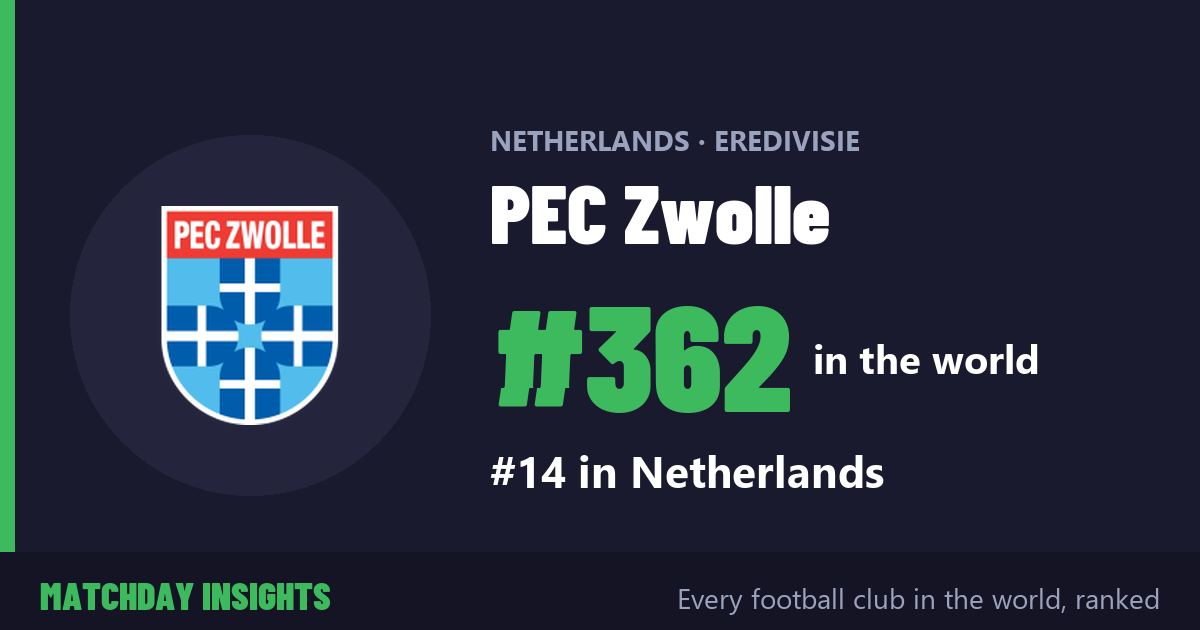 NETHERLANDS · EREDIVISIE
PEC Zwolle
PEC ZWOLLE
#362 in the world
#14 in Netherlands
MATCHDAY INSIGHTS
Every football club in the world, ranked